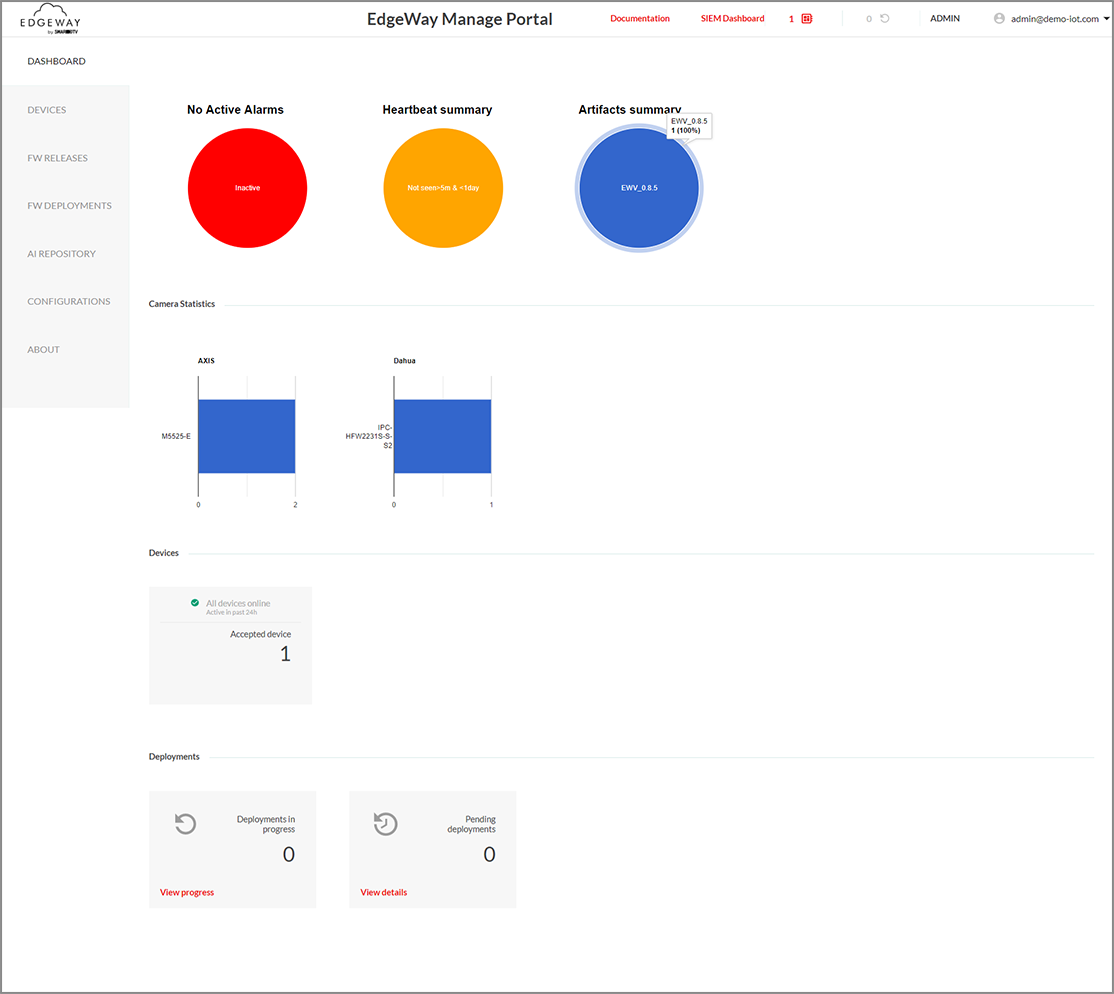 EDGEWAY
by SMARDTV
EdgeWay Manage Portal
Documentation
SIEM Dashboard
1
0
ADMIN
admin@demo-iot.com
DASHBOARD
DEVICES
FW RELEASES
FW DEPLOYMENTS
AI REPOSITORY
CONFIGURATIONS
ABOUT
No Active Alarms
Inactive
Heartbeat summary
Not seen>5m & <1day
Artifacts summary
EWV_0.8.5
1 (100%)
EWV_0.8.5
Camera Statistics
AXIS
M5525-E
0
2
Dahua
IPC-
HFW2231S-S-
S2
0
1
Devices
All devices online
Active in past 24h
Accepted device
1
Deployments
Deployments in
progress
0
View progress
Pending
deployments
0
View details